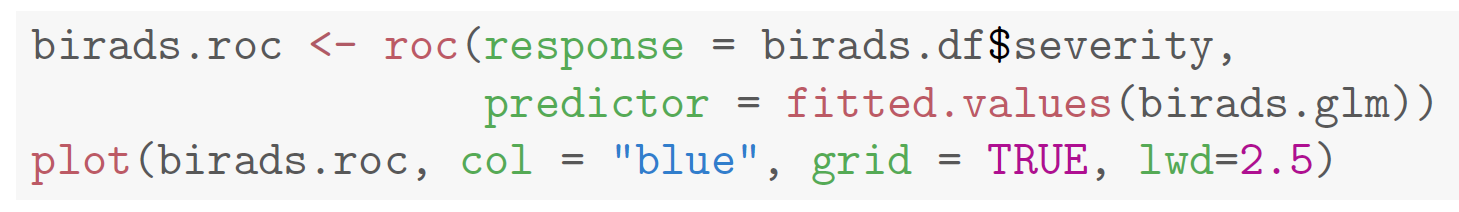 birads.roc <- roc(response = birads.df$severity,
predictor = fitted.values(birads.glm))
plot(birads.roc, col = "blue", grid = TRUE, lwd=2.5)